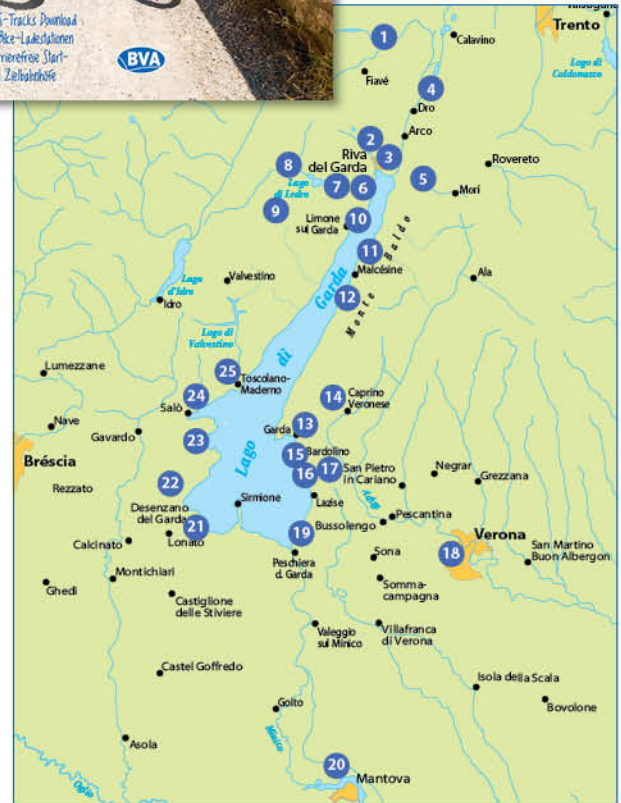 Tracks Download
Bike-Ladestationen
Start-
Zielbahnhöfe
BVA
Trento
Calavino
Lago di
Caldonazzo
1
Fiavé
4
Dro
Arco
2
Riva
del Garda
3
Rovereto
8
Lago
di Ledro
7
6
5
Mori
9
Limone
sul Garda
10
11
Malcésine
Monte Baldo
Ala
Lago
d'Idro
Valvestino
Idro
12
Lago di
Valvestino
Lago di Garda
Lumezzane
25
Toscolano-
Maderno
24
Salò
14
Caprino
Veronese
Nave
Gavardo
23
Garda
13
Bréscia
15
Bardolino
16
17
San Pietro
in Cariano
Negrar
Grezzana
Rezzato
22
Sirmione
Lazise
Adige
Pescantina
Desenzano
del Garda
21
Lonato
19
Bussolengo
Verona
18
Calcinato
Peschiera
d. Garda
Sona
San Martino
Buon Albergon
Ghedi
Montichiari
Somma-
campagna
Castiglione
delle Stiviere
Valeggio
sul Mincio
Villafranca
di Verona
Castel Goffredo
Isola della Scala
Goito
Bovolone
Asola
Mincio
20
Mantova
Oglio